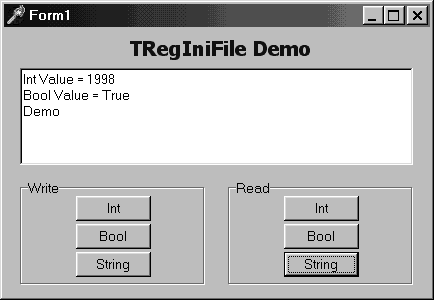 Form1
TRegIniFile Demo
Int Value = 1998
Bool Value = True
Demo
Write
Int
Bool
String
Read
Int
Bool
String